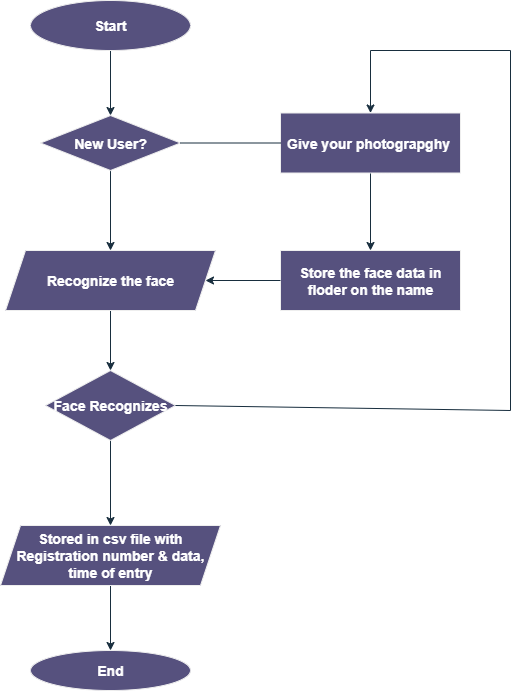 Start
New User?
Give your photograpghy
Recognize the face
Store the face data in
floder on the name
Face Recognizes
Stored in csv file with
Registration number & data,
time of entry
End